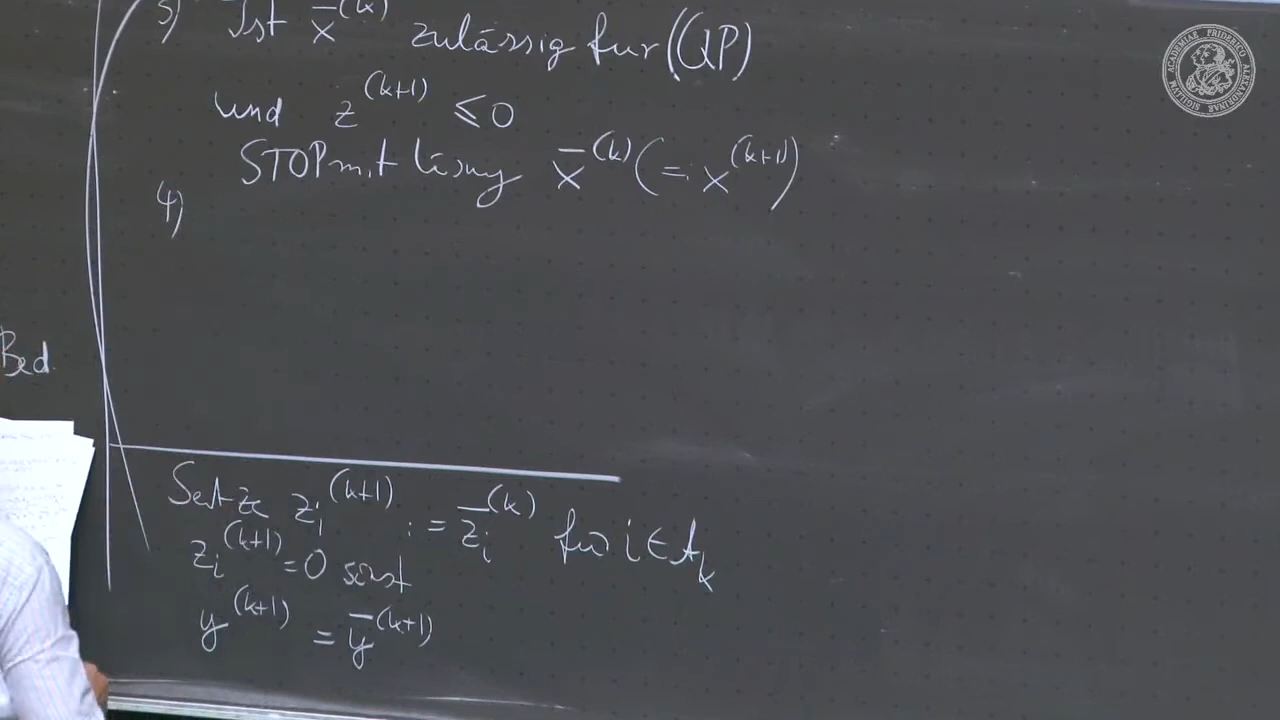 3) Ist x̄^(k) zulässig für (QP)
und z^(k+1) ≤ 0
STOP mit Lösung x̄^(k) (=: x^(k+1))
4)
Bed.
Setze z_i^(k+1) := z̄_i^(k) für i ∈ A_k
z_i^(k+1) = 0 sonst
y^(k+1) = ȳ^(k+1)